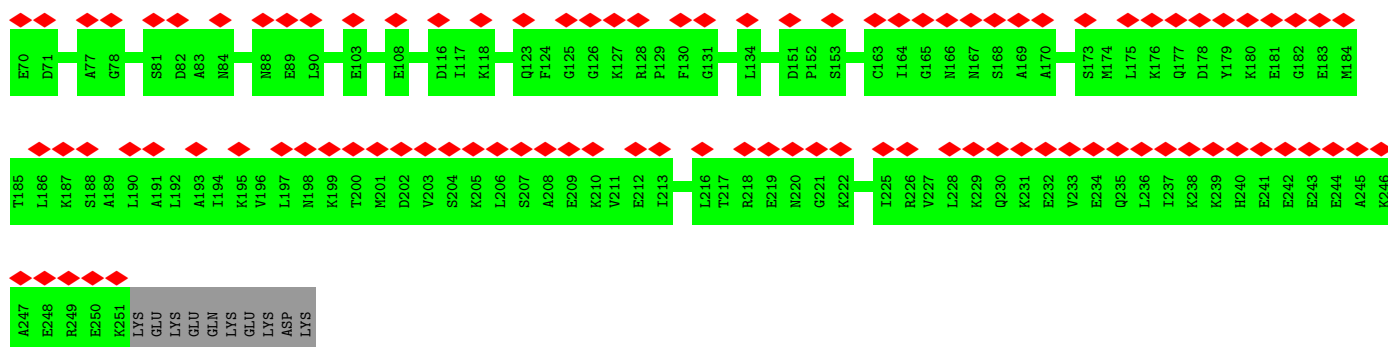 E70 D71 A77 G78 S81 D82 A83 N84 N88 E89 L90 E103 E108 D116 I117 K118 Q123 F124 G125 G126 K127 R128 P129 F130 G131 L134 D151 P152 S153 C163 I164 G165 N166 N167 S168 A169 A170 S173 M174 L175 K176 Q177 D178 Y179 K180 E181 G182 E183 M184
T185 L186 K187 S188 A189 L190 A191 L192 A193 I194 K195 V196 L197 N198 K199 T200 M201 D202 V203 S204 K205 L206 S207 A208 E209 K210 V211 E212 I213 L216 T217 R218 E219 N220 G221 K222 I225 R226 V227 L228 K229 Q230 K231 E232 V233 E234 Q235 L236 I237 K238 K239 H240 E241 E242 E243 E244 A245 K246
A247 E248 R249 E250 K251 LYS GLU LYS GLU GLN LYS GLU LYS ASP LYS